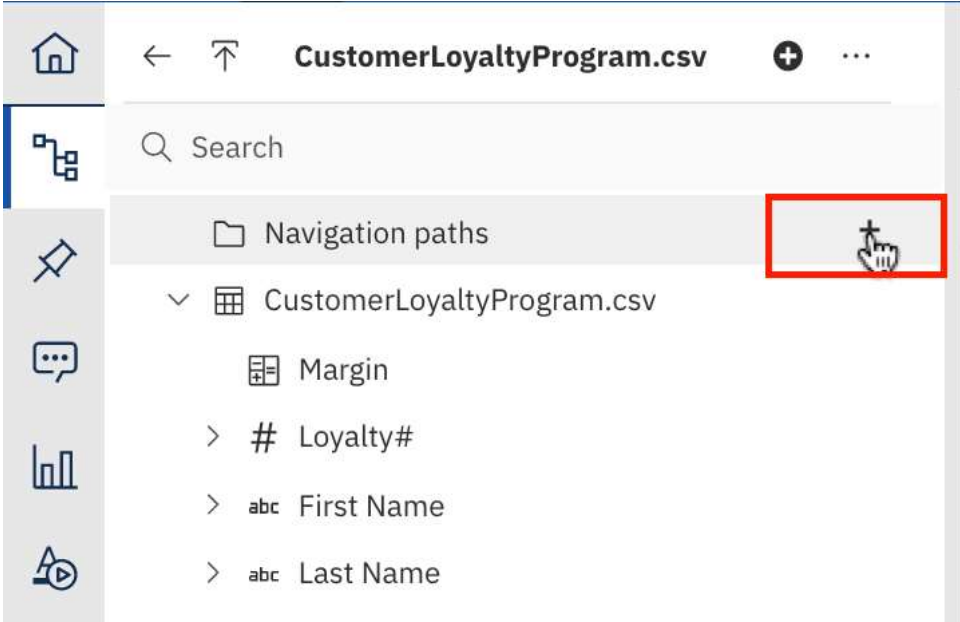 CustomerLoyaltyProgram.csv
Search
Navigation paths
CustomerLoyaltyProgram.csv
Margin
# Loyalty#
abc First Name
abc Last Name